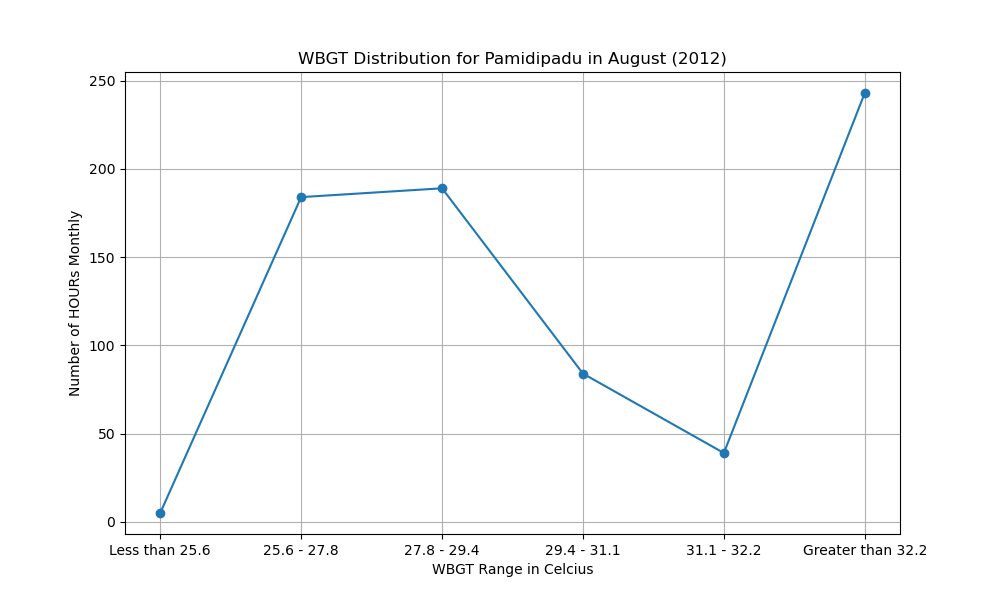 WBGT Distribution for Pamidipadu in August (2012)
250
200
150
100
50
0
Number of HOURs Monthly
Less than 25.6
25.6 - 27.8
27.8 - 29.4
29.4 - 31.1
31.1 - 32.2
Greater than 32.2
WBGT Range in Celcius